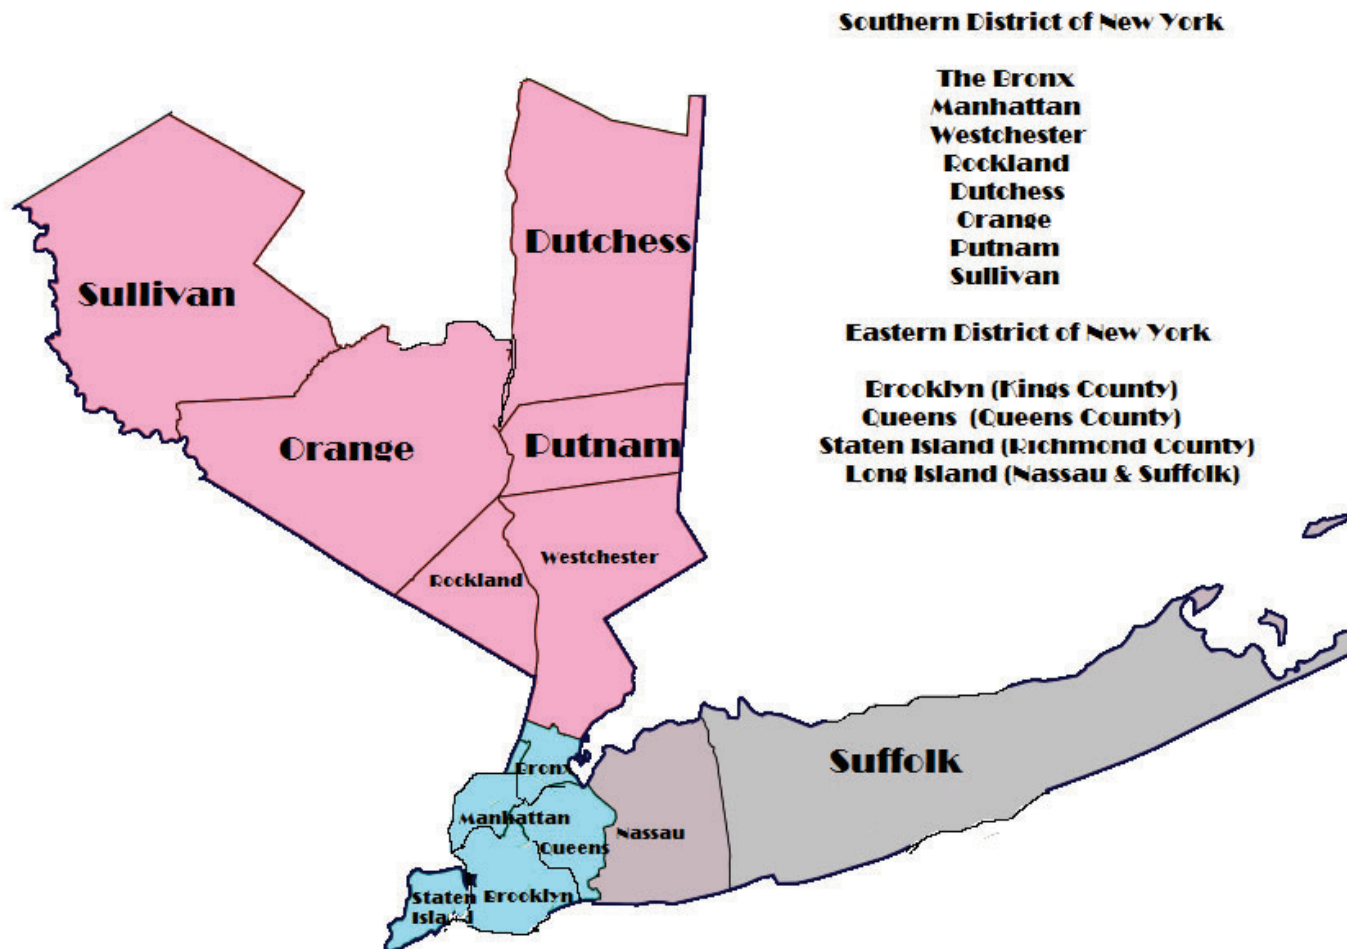 Southern District of New York
The Bronx
Manhattan
Westchester
Rockland
Dutchess
Orange
Putnam
Sullivan
Eastern District of New York
Brooklyn (Kings County)
Queens (Queens County)
Staten Island (Richmond County)
Long Island (Nassau & Suffolk)
Dutchess
Sullivan
Orange
Putnam
Westchester
Rockland
Suffolk
Bronx
Manhattan
Nassau
Queens
Staten
Island
Brooklyn